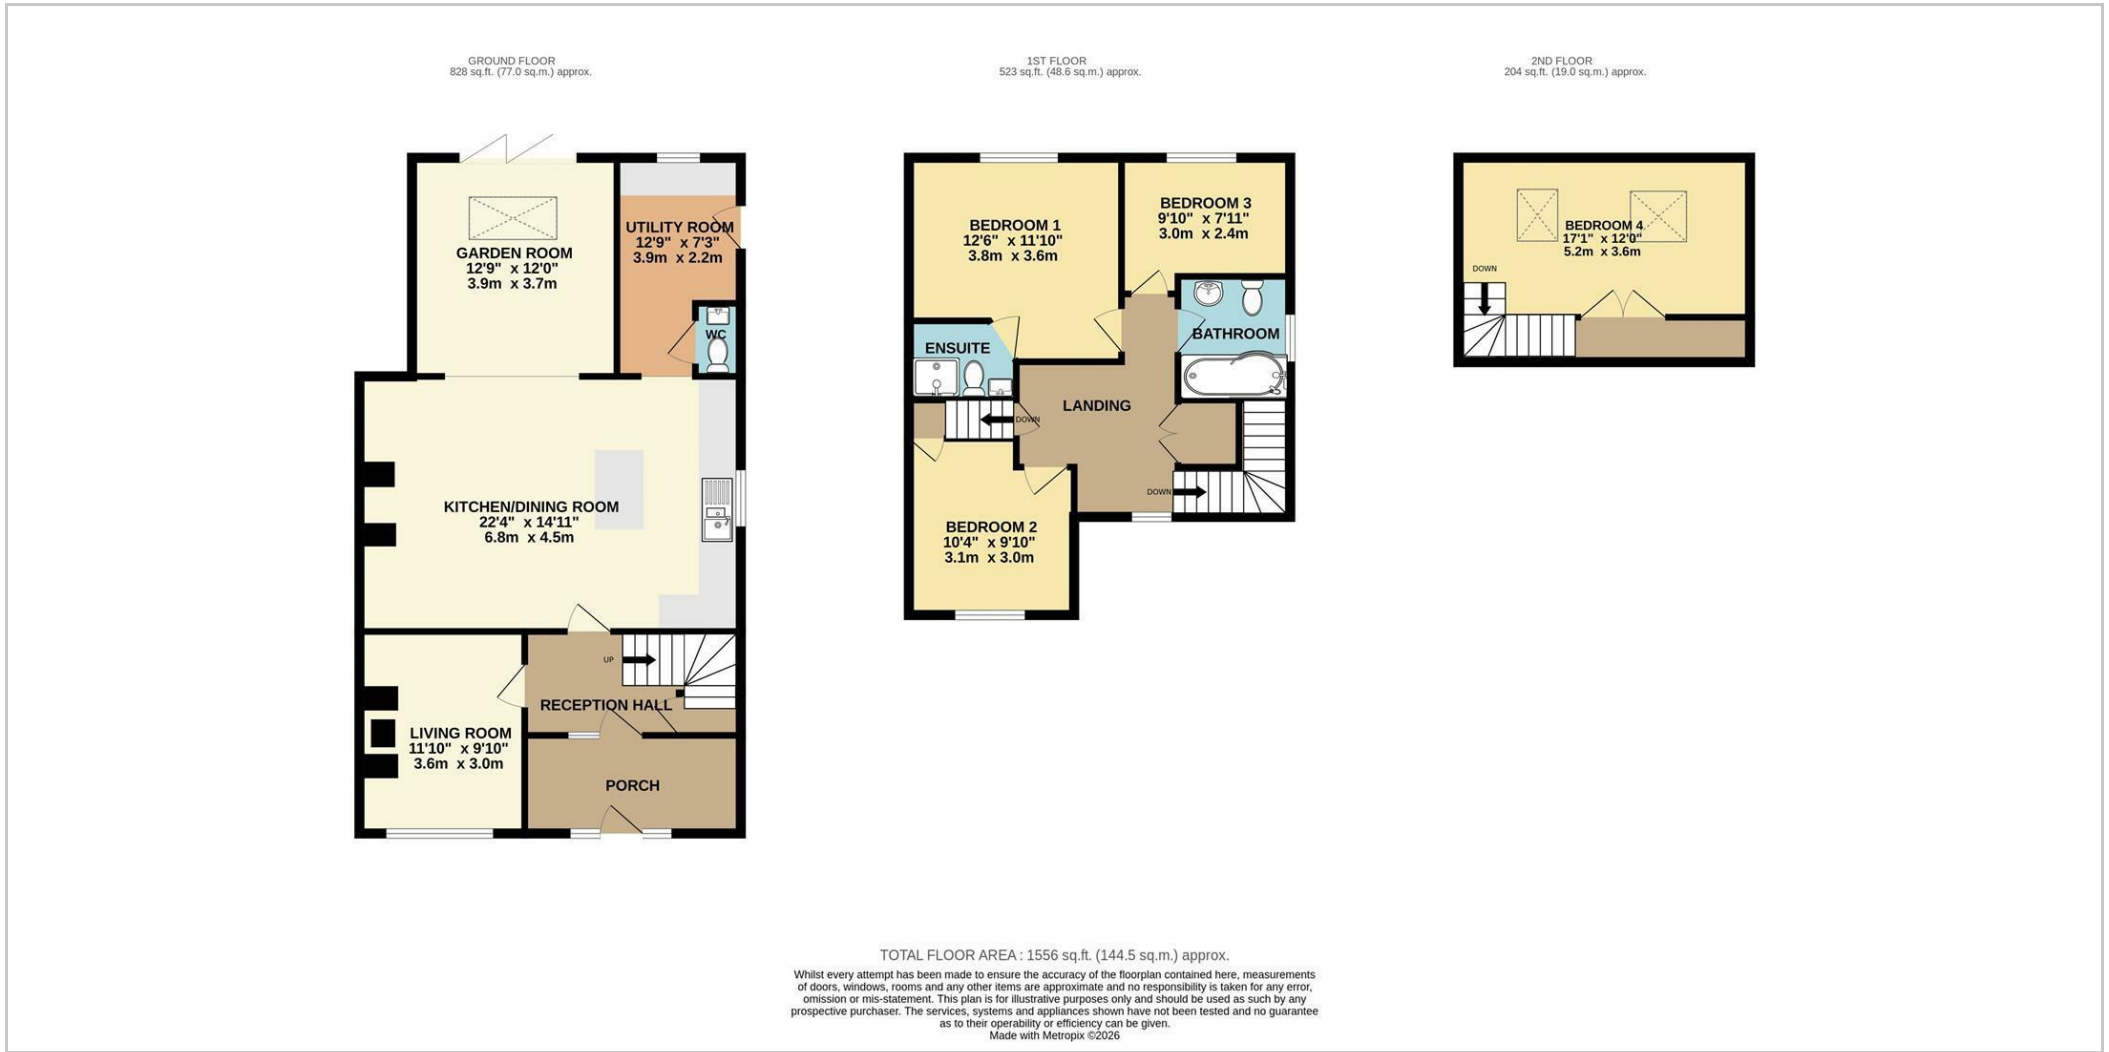 GROUND FLOOR
828 sq.ft. (77.0 sq.m.) approx.
1ST FLOOR
523 sq.ft. (48.6 sq.m.) approx.
2ND FLOOR
204 sq.ft. (19.0 sq.m.) approx.
GARDEN ROOM
12'9" x 12'0"
3.9m x 3.7m
UTILITY ROOM
12'9" x 7'3"
3.9m x 2.2m
WC
KITCHEN/DINING ROOM
22'4" x 14'11"
6.8m x 4.5m
UP
RECEPTION HALL
LIVING ROOM
11'10" x 9'10"
3.6m x 3.0m
PORCH
BEDROOM 1
12'6" x 11'10"
3.8m x 3.6m
BEDROOM 3
9'10" x 7'11"
3.0m x 2.4m
BATHROOM
ENSUITE
LANDING
DOWN
DOWN
BEDROOM 2
10'4" x 9'10"
3.1m x 3.0m
BEDROOM 4
17'1" x 12'0"
5.2m x 3.6m
DOWN
TOTAL FLOOR AREA : 1556 sq.ft. (144.5 sq.m.) approx.
Whilst every attempt has been made to ensure the accuracy of the floorplan contained here, measurements
of doors, windows, rooms and any other items are approximate and no responsibility is taken for any error,
omission or mis-statement. This plan is for illustrative purposes only and should be used as such by any
prospective purchaser. The services, systems and appliances shown have not been tested and no guarantee
as to their operability or efficiency can be given.
Made with Metropix ©2026